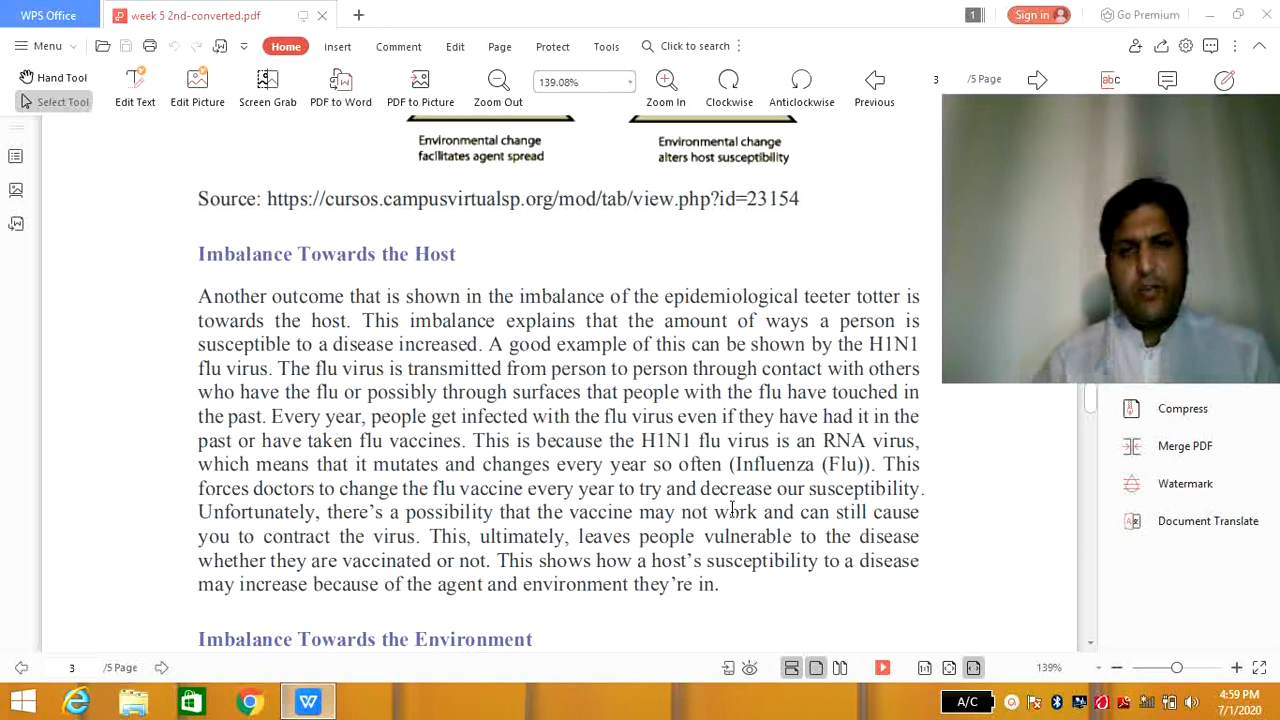 WPS Office
week 5 2nd-converted.pdf
1
Sign in
Go Premium
Menu
Home
Insert
Comment
Edit
Page
Protect
Tools
Click to search
Hand Tool
Select Tool
Edit Text
Edit Picture
Screen Grab
PDF to Word
PDF to Picture
Zoom Out
139.08%
Zoom In
Clockwise
Anticlockwise
Previous
3
/5 Page
abc
Environmental change
facilitates agent spread
Environmental change
alters host susceptibility
Source: https://cursos.campusvirtualsp.org/mod/tab/view.php?id=23154
Imbalance Towards the Host
Another outcome that is shown in the imbalance of the epidemiological teeter totter is
towards the host. This imbalance explains that the amount of ways a person is
susceptible to a disease increased. A good example of this can be shown by the H1N1
flu virus. The flu virus is transmitted from person to person through contact with others
who have the flu or possibly through surfaces that people with the flu have touched in
the past. Every year, people get infected with the flu virus even if they have had it in the
past or have taken flu vaccines. This is because the H1N1 flu virus is an RNA virus,
which means that it mutates and changes every year so often (Influenza (Flu)). This
forces doctors to change the flu vaccine every year to try and decrease our susceptibility.
Unfortunately, there’s a possibility that the vaccine may not work and can still cause
you to contract the virus. This, ultimately, leaves people vulnerable to the disease
whether they are vaccinated or not. This shows how a host’s susceptibility to a disease
may increase because of the agent and environment they’re in.
Imbalance Towards the Environment
Compress
Merge PDF
Watermark
Document Translate
3
/5 Page
139%
A/C
4:59 PM
7/1/2020